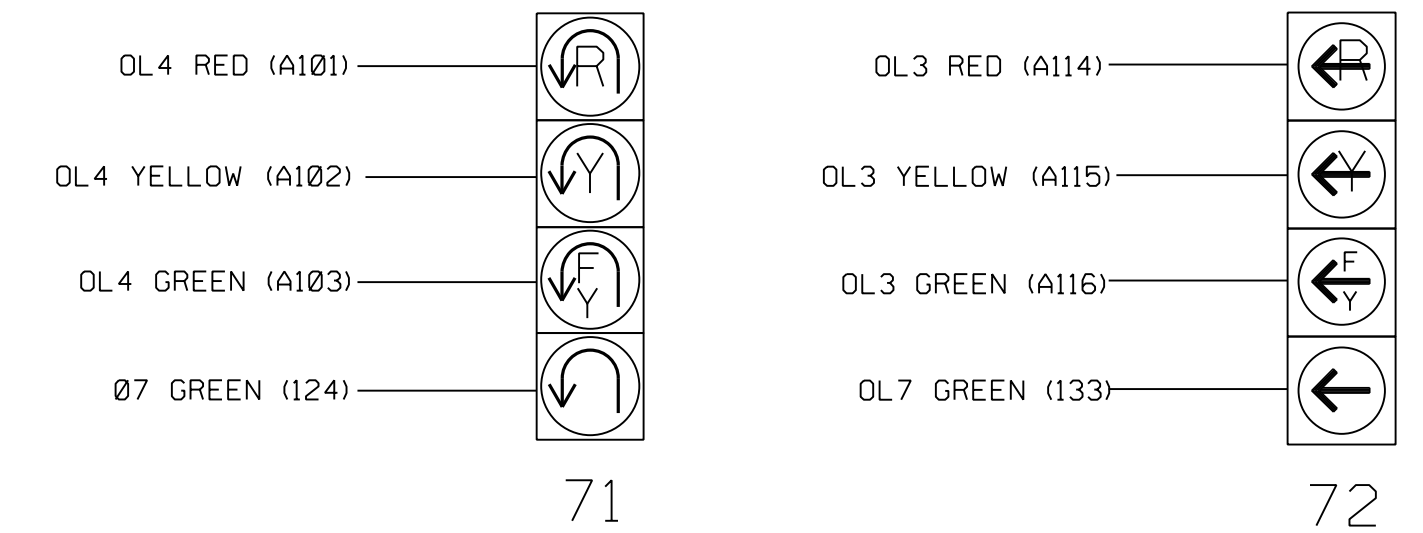 OL4 RED (A101)
R
OL4 YELLOW (A102)
Y
OL4 GREEN (A103)
F
Y
Ø7 GREEN (124)
71
OL3 RED (A114)
R
OL3 YELLOW (A115)
Y
OL3 GREEN (A116)
F
Y
OL7 GREEN (133)
72